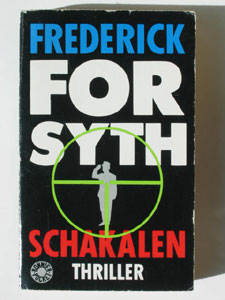 FREDERICK
FOR
SYTH
SCHAKALEN
THRILLER